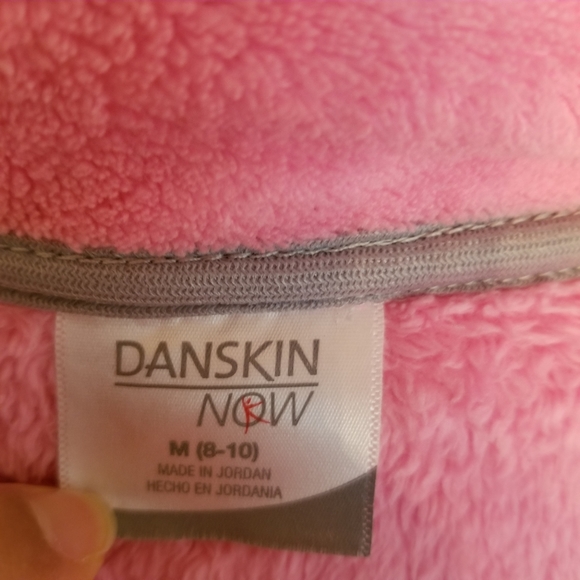 DANSKIN
NOW
M (8-10)
MADE IN JORDAN
HECHO EN JORDANIA